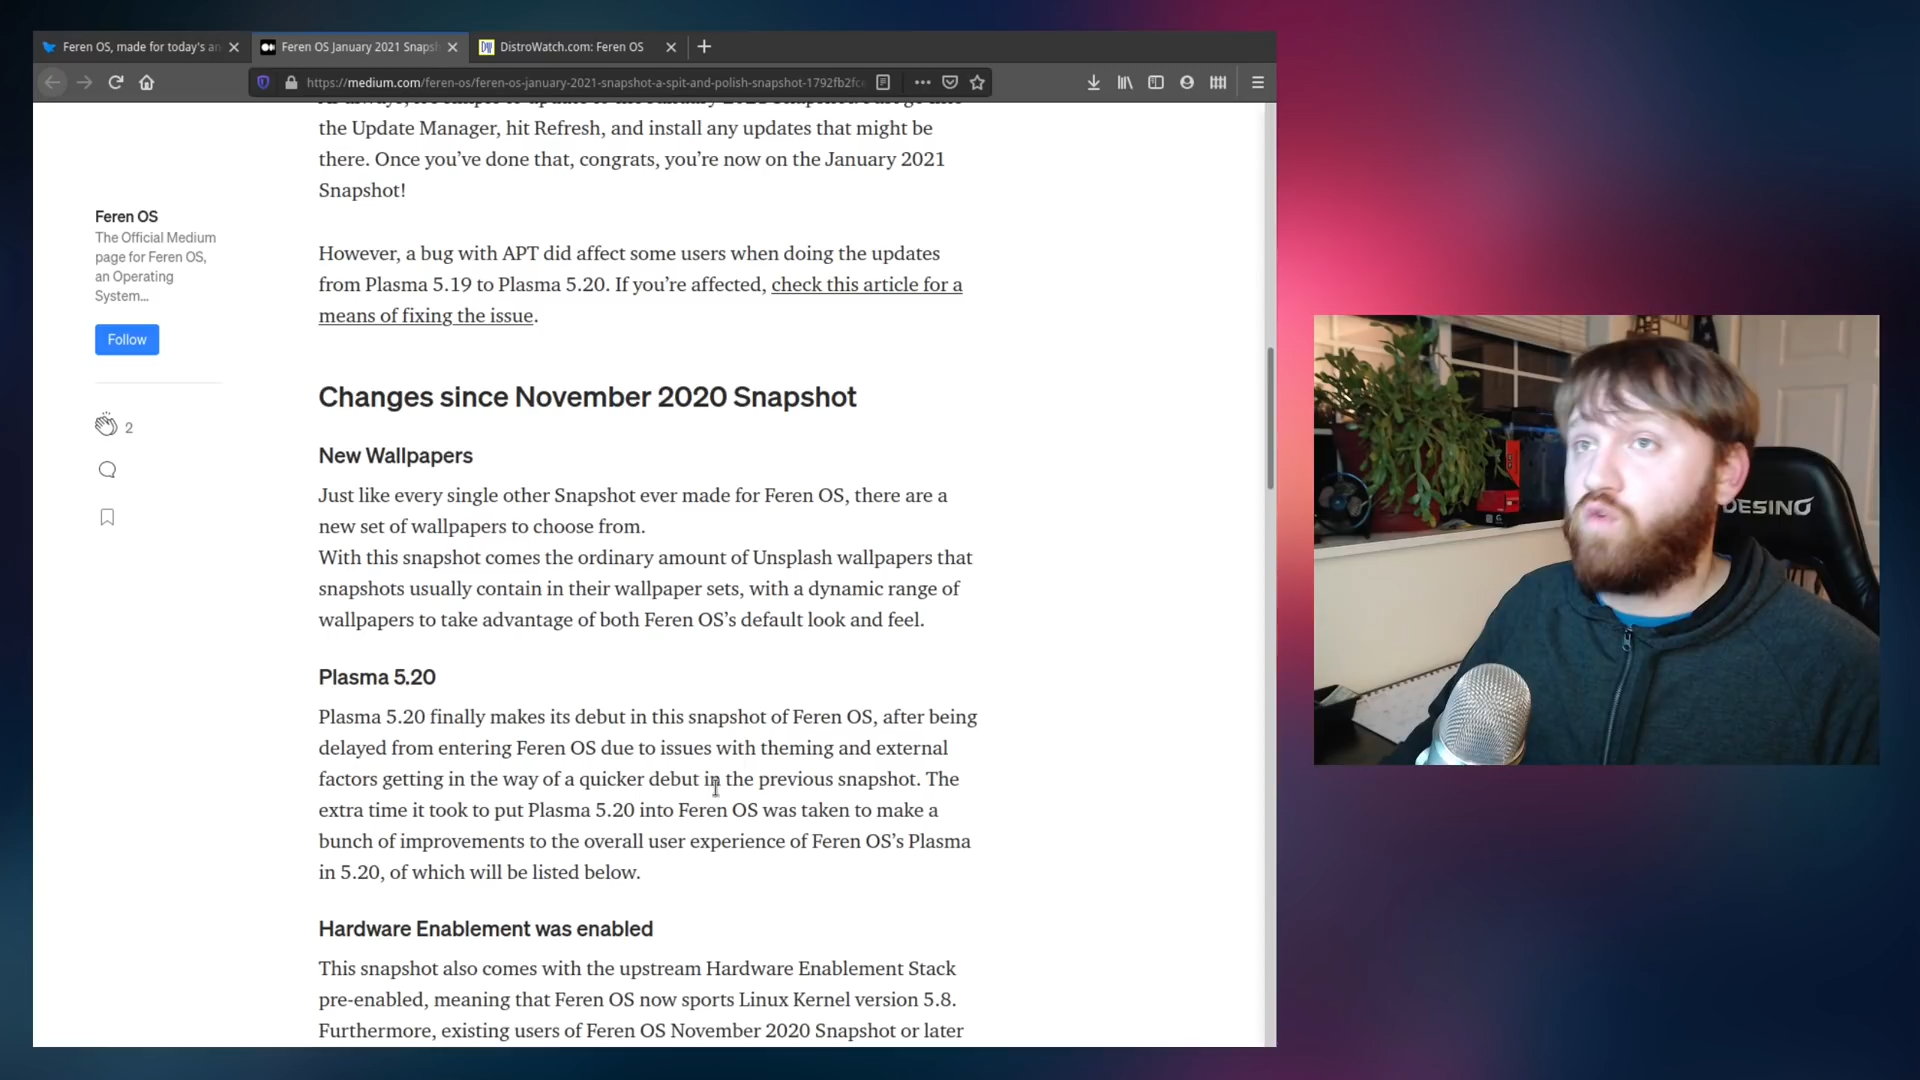 Feren OS, made for today's an
Feren OS January 2021 Snapsh
DistroWatch.com: Feren OS
https://medium.com/feren-os/feren-os-january-2021-snapshot-a-spit-and-polish-snapshot-1792fb2fce
the Update Manager, hit Refresh, and install any updates that might be
there. Once you've done that, congrats, you're now on the January 2021
Snapshot!
Feren OS
The Official Medium
page for Feren OS,
an Operating
System...
Follow
2
However, a bug with APT did affect some users when doing the updates
from Plasma 5.19 to Plasma 5.20. If you're affected, check this article for a
means of fixing the issue.
Changes since November 2020 Snapshot
New Wallpapers
Just like every single other Snapshot ever made for Feren OS, there are a
new set of wallpapers to choose from.
With this snapshot comes the ordinary amount of Unsplash wallpapers that
snapshots usually contain in their wallpaper sets, with a dynamic range of
wallpapers to take advantage of both Feren OS's default look and feel.
Plasma 5.20
Plasma 5.20 finally makes its debut in this snapshot of Feren OS, after being
delayed from entering Feren OS due to issues with theming and external
factors getting in the way of a quicker debut in the previous snapshot. The
extra time it took to put Plasma 5.20 into Feren OS was taken to make a
bunch of improvements to the overall user experience of Feren OS's Plasma
in 5.20, of which will be listed below.
Hardware Enablement was enabled
This snapshot also comes with the upstream Hardware Enablement Stack
pre-enabled, meaning that Feren OS now sports Linux Kernel version 5.8.
Furthermore, existing users of Feren OS November 2020 Snapshot or later
DESINO